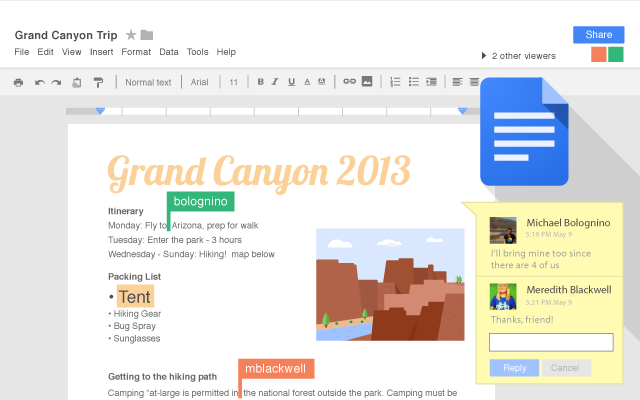 Grand Canyon Trip
Share
File Edit View Insert Format Data Tools Help
2 other viewers
Normal text Arial 11 B I U A A
Grand Canyon 2013
bolognino
Itinerary
Monday: Fly to Arizona, prep for walk
Tuesday: Enter the park - 3 hours
Wednesday - Sunday: Hiking! map below
Packing List
• Tent
• Hiking Gear
• Bug Spray
• Sunglasses
mblackwell
Getting to the hiking path
Camping "at-large is permitted in the national forest outside the park. Camping must be
Michael Bolognino
5:19 PM May 9
I'll bring mine too since
there are 4 of us
Meredith Blackwell
5:21 PM May 9
Thanks, friend!
Reply Cancel